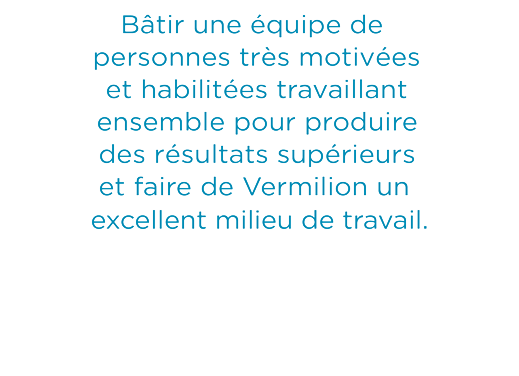 Bâtir une équipe de
personnes très motivées
et habilitées travaillant
ensemble pour produire
des résultats supérieurs
et faire de Vermilion un
excellent milieu de travail.